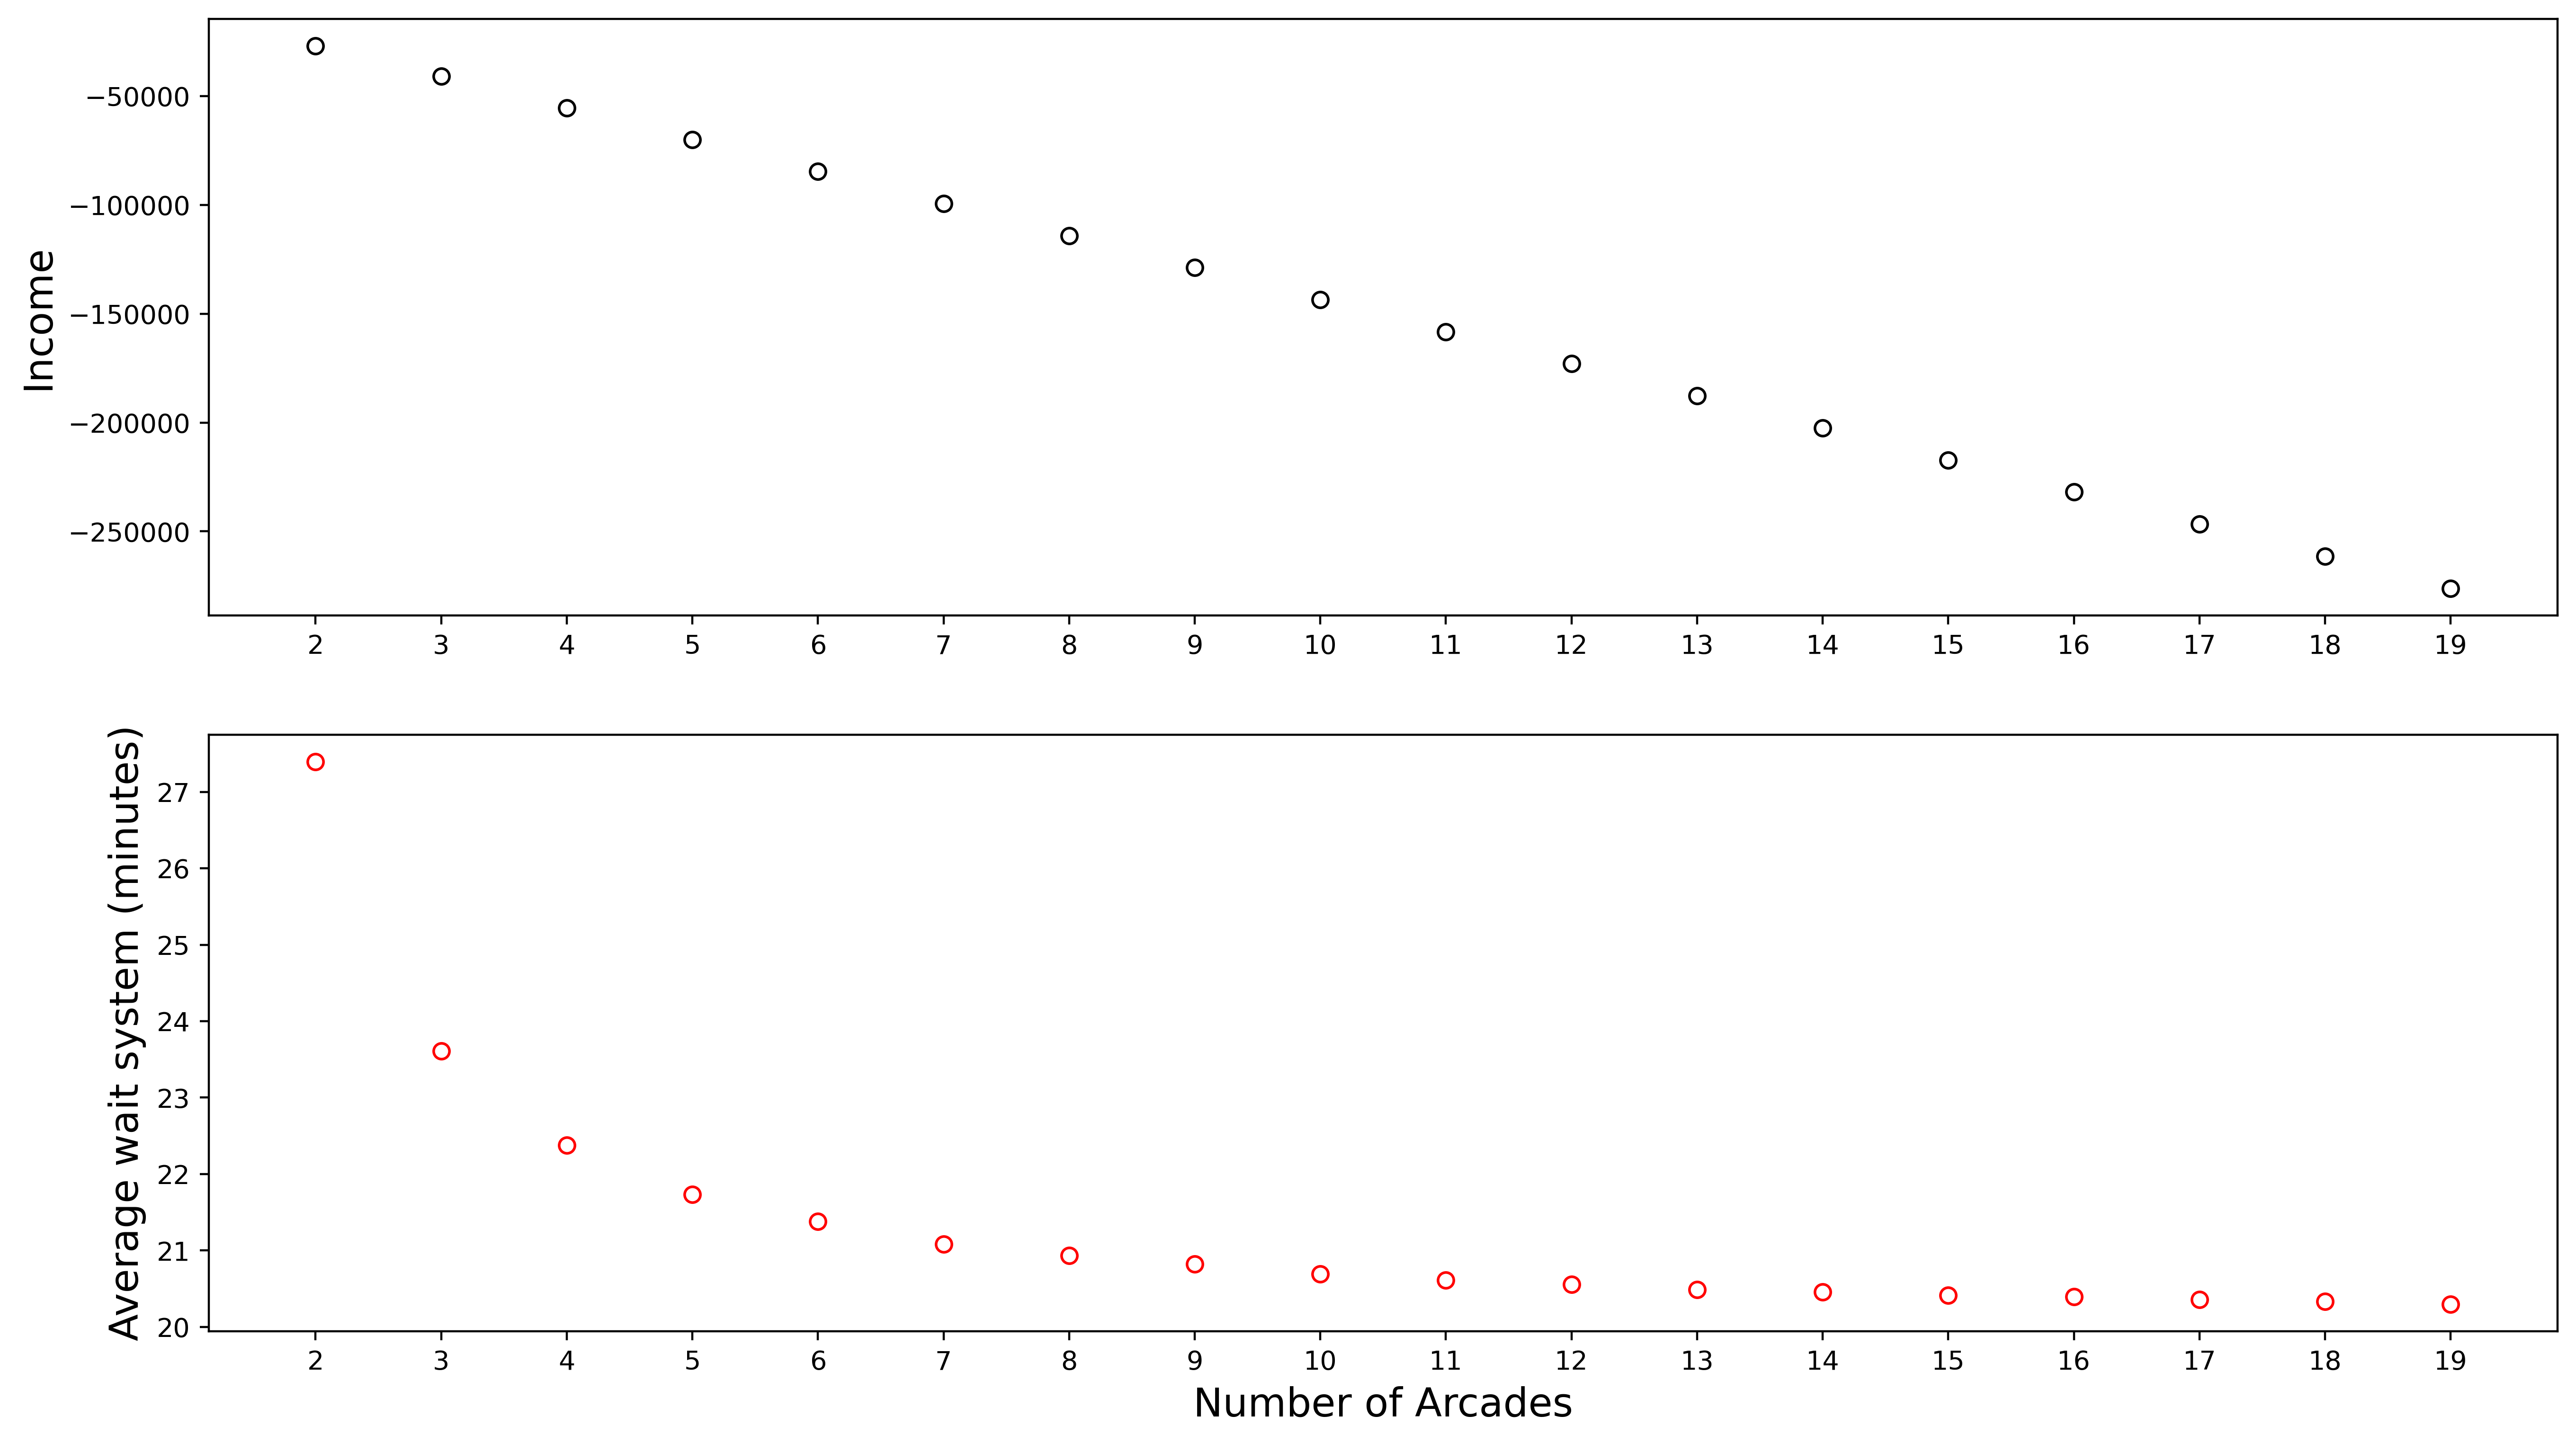 Income
−50000
−100000
−150000
−200000
−250000
2 3 4 5 6 7 8 9 10 11 12 13 14 15 16 17 18 19
Average wait system (minutes)
27
26
25
24
23
22
21
20
2 3 4 5 6 7 8 9 10 11 12 13 14 15 16 17 18 19
Number of Arcades